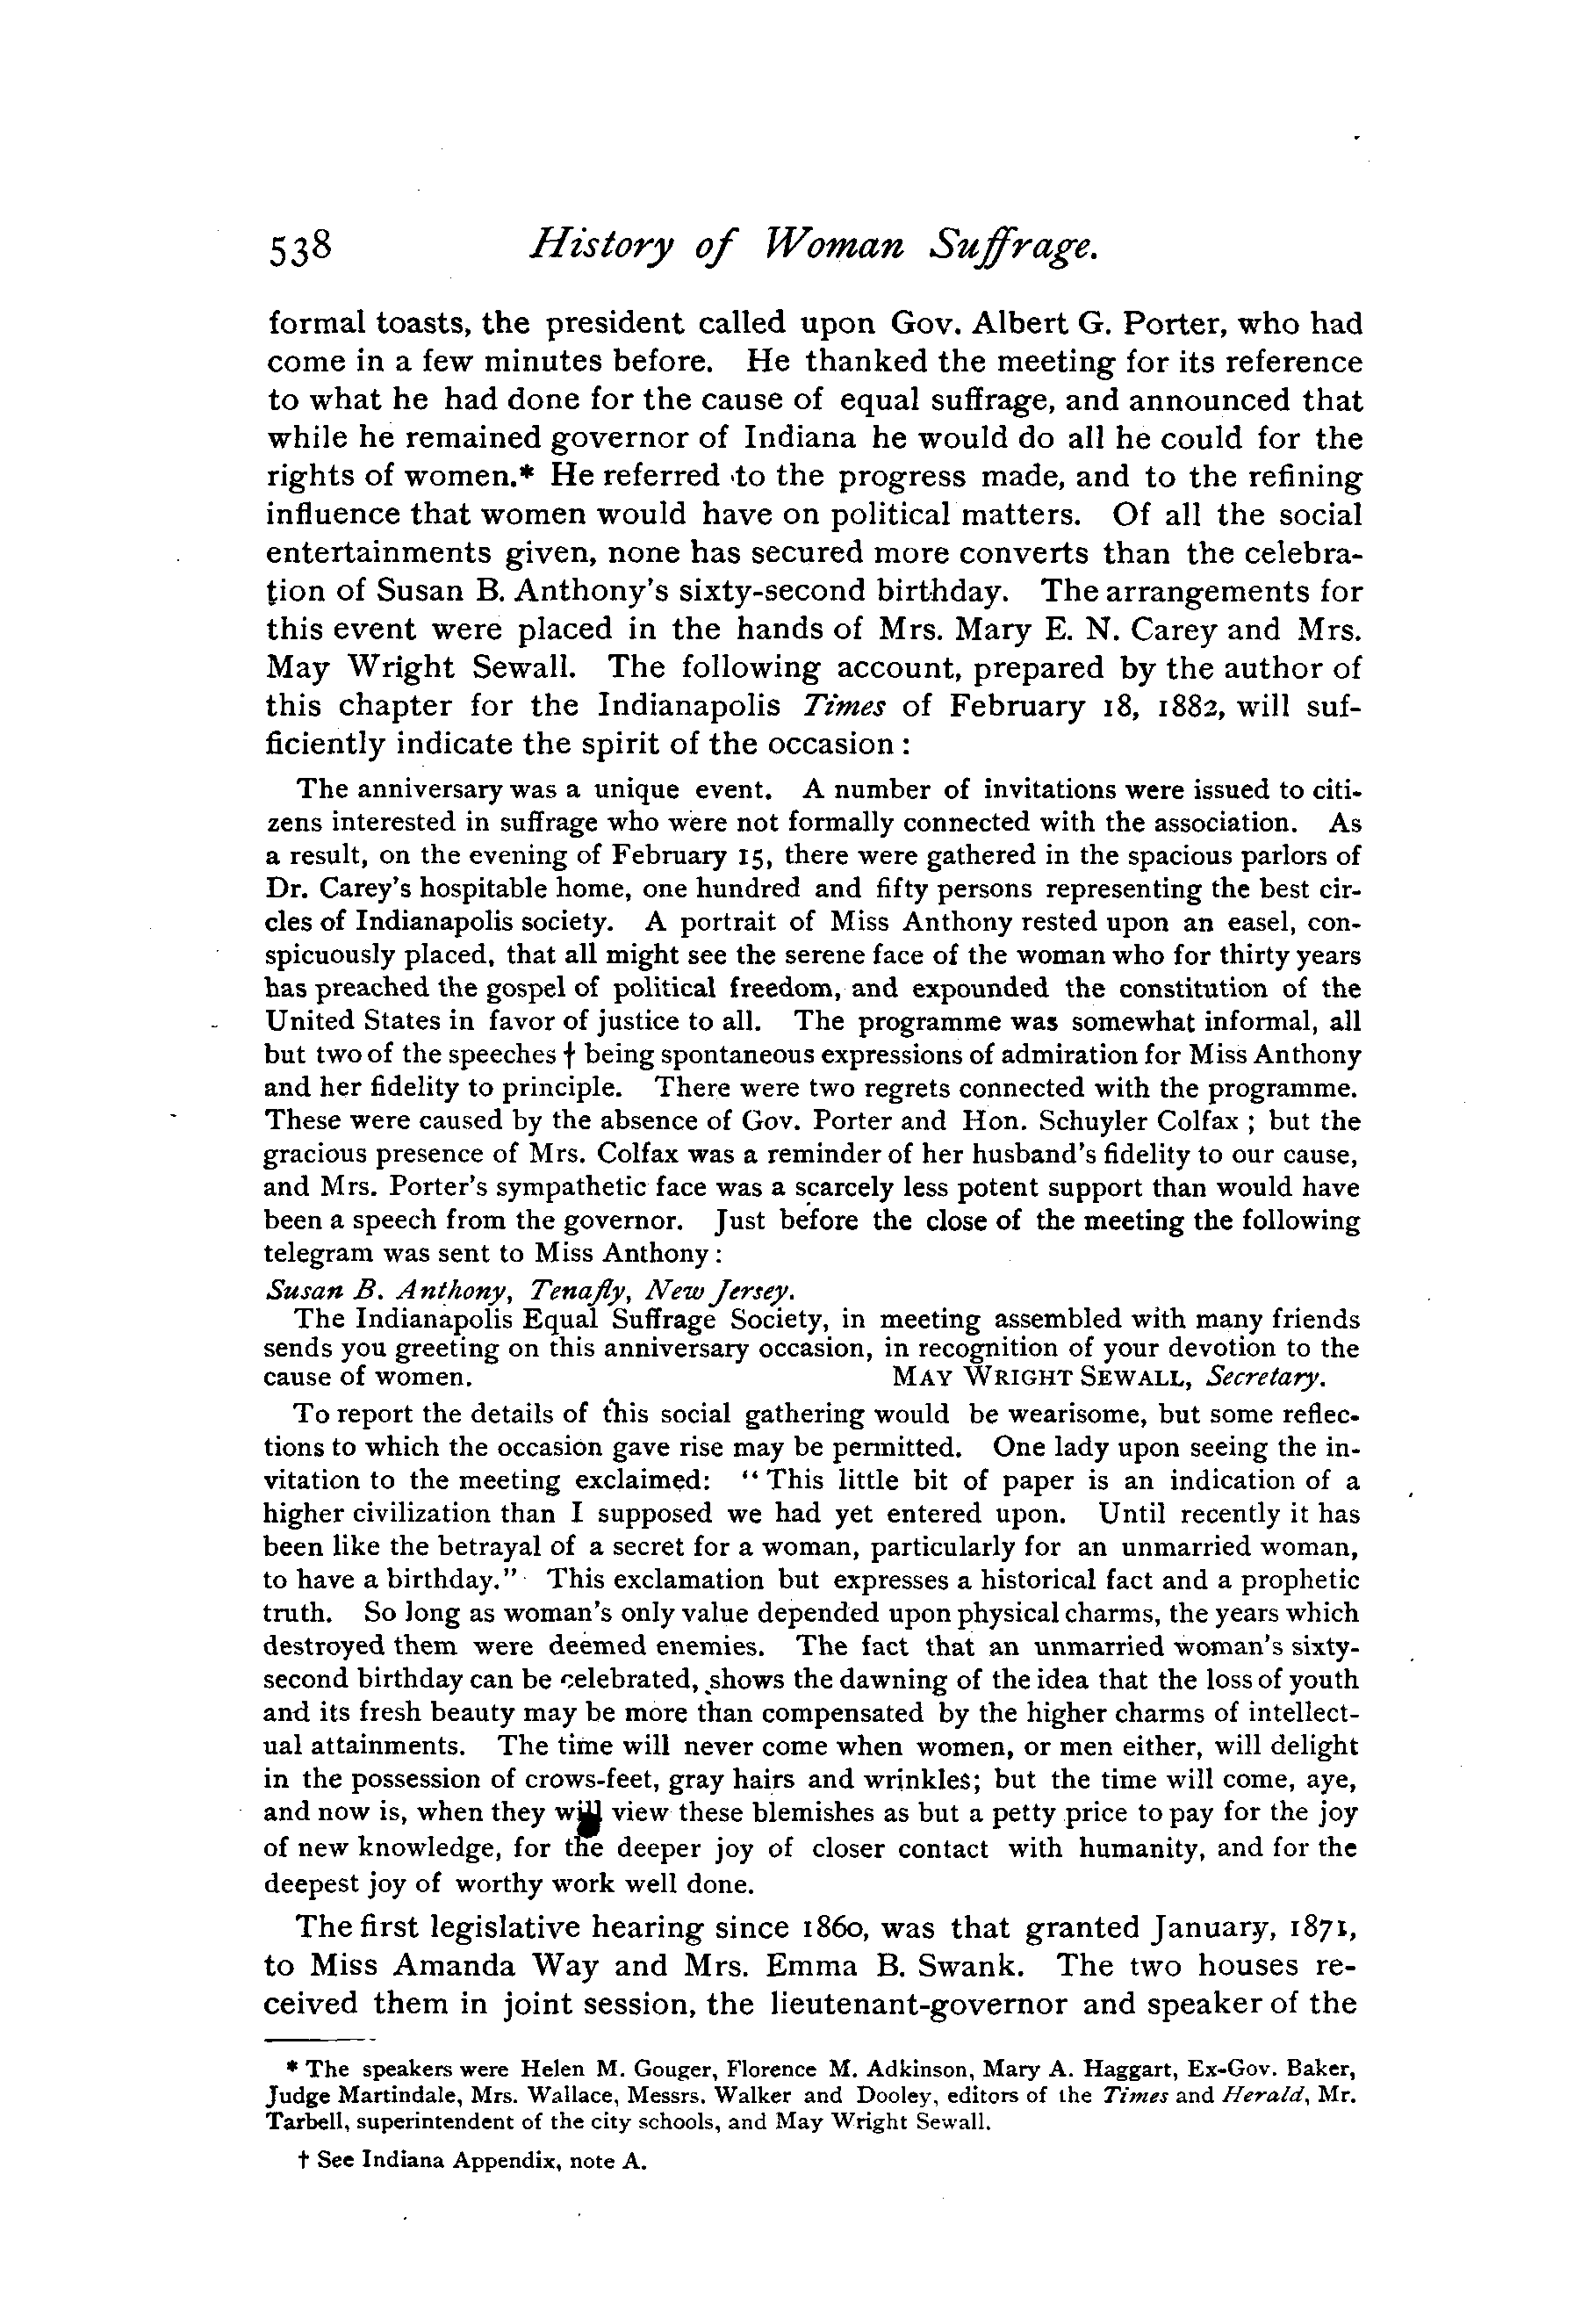 538 History of Woman Suffrage.
formal toasts, the president called upon Gov. Albert G. Porter, who had
come in a few minutes before. He thanked the meeting for its reference
to what he had done for the cause of equal suffrage, and announced that
while he remained governor of Indiana he would do all he could for the
rights of women.* He referred to the progress made, and to the refining
influence that women would have on political matters. Of all the social
entertainments given, none has secured more converts than the celebra-
tion of Susan B. Anthony's sixty-second birthday. The arrangements for
this event were placed in the hands of Mrs. Mary E. N. Carey and Mrs.
May Wright Sewall. The following account, prepared by the author of
this chapter for the Indianapolis Times of February 18, 1882, will suf-
ficiently indicate the spirit of the occasion :
The anniversary was a unique event. A number of invitations were issued to citi-
zens interested in suffrage who were not formally connected with the association. As
a result, on the evening of February 15, there were gathered in the spacious parlors of
Dr. Carey's hospitable home, one hundred and fifty persons representing the best cir-
cles of Indianapolis society. A portrait of Miss Anthony rested upon an easel, con-
spicuously placed, that all might see the serene face of the woman who for thirty years
has preached the gospel of political freedom, and expounded the constitution of the
United States in favor of justice to all. The programme was somewhat informal, all
but two of the speeches † being spontaneous expressions of admiration for Miss Anthony
and her fidelity to principle. There were two regrets connected with the programme.
These were caused by the absence of Gov. Porter and Hon. Schuyler Colfax ; but the
gracious presence of Mrs. Colfax was a reminder of her husband's fidelity to our cause,
and Mrs. Porter's sympathetic face was a scarcely less potent support than would have
been a speech from the governor. Just before the close of the meeting the following
telegram was sent to Miss Anthony :
Susan B. Anthony, Tenafly, New Jersey.
The Indianapolis Equal Suffrage Society, in meeting assembled with many friends
sends you greeting on this anniversary occasion, in recognition of your devotion to the
cause of women. MAY WRIGHT SEWALL, Secretary.
To report the details of this social gathering would be wearisome, but some reflec-
tions to which the occasion gave rise may be permitted. One lady upon seeing the in-
vitation to the meeting exclaimed: "This little bit of paper is an indication of a
higher civilization than I supposed we had yet entered upon. Until recently it has
been like the betrayal of a secret for a woman, particularly for an unmarried woman,
to have a birthday." This exclamation but expresses a historical fact and a prophetic
truth. So long as woman's only value depended upon physical charms, the years which
destroyed them were deemed enemies. The fact that an unmarried woman's sixty-
second birthday can be celebrated, shows the dawning of the idea that the loss of youth
and its fresh beauty may be more than compensated by the higher charms of intellect-
ual attainments. The time will never come when women, or men either, will delight
in the possession of crows-feet, gray hairs and wrinkles; but the time will come, aye,
and now is, when they will view these blemishes as but a petty price to pay for the joy
of new knowledge, for the deeper joy of closer contact with humanity, and for the
deepest joy of worthy work well done.
The first legislative hearing since 1860, was that granted January, 1871,
to Miss Amanda Way and Mrs. Emma B. Swank. The two houses re-
ceived them in joint session, the lieutenant-governor and speaker of the
* The speakers were Helen M. Gouger, Florence M. Adkinson, Mary A. Haggart, Ex-Gov. Baker,
Judge Martindale, Mrs. Wallace, Messrs. Walker and Dooley, editors of the Times and Herald, Mr.
Tarbell, superintendent of the city schools, and May Wright Sewall.
† See Indiana Appendix, note A.